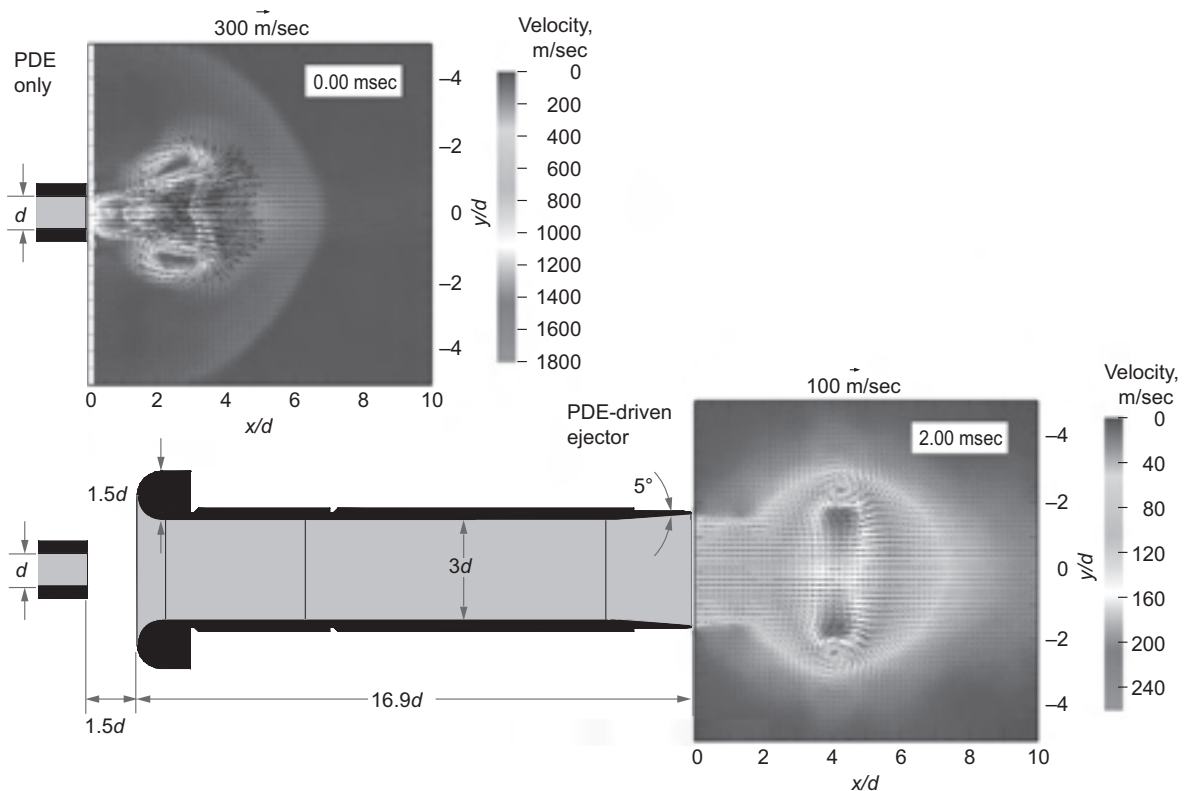 300 m/sec
PDE
only
0.00 msec
d
–4
–2
0
–2
–4
y/d
0 2 4 6 8 10
x/d
Velocity,
m/sec
0
200
400
600
800
1000
1200
1400
1600
1800
PDE-driven
ejector
100 m/sec
2.00 msec
–4
–2
0
–2
–4
y/d
0 2 4 6 8 10
x/d
Velocity,
m/sec
0
40
80
120
160
200
240
1.5d
5°
d
3d
16.9d
1.5d